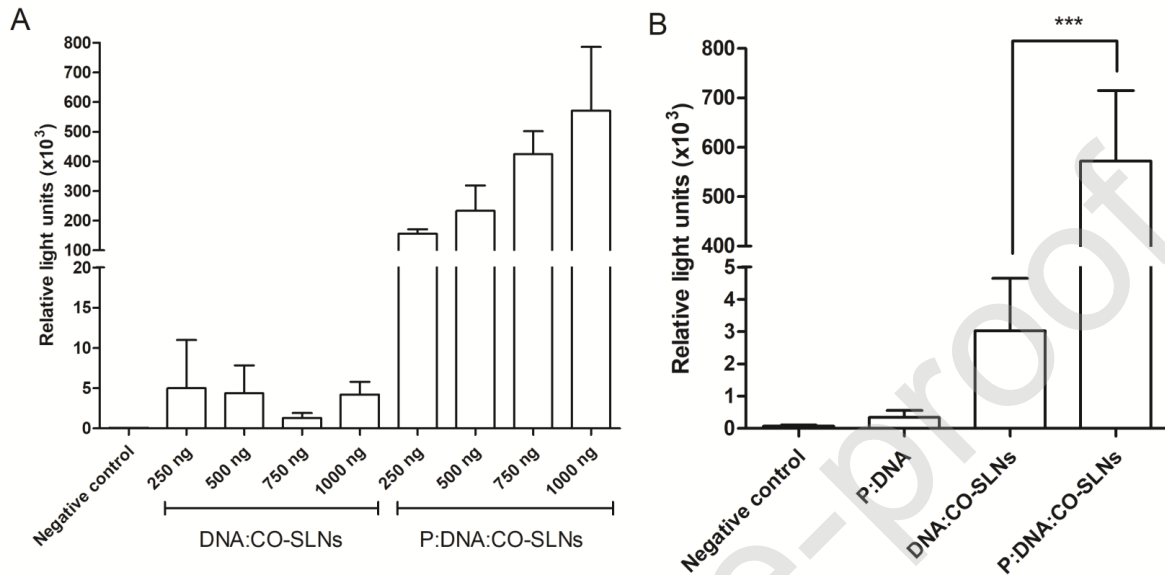 A
Relative light units (x10³)
800
700
600
500
400
300
200
100
20
15
10
5
0
Negative control
250 ng
500 ng
750 ng
1000 ng
250 ng
500 ng
750 ng
1000 ng
DNA:CO-SLNs
P:DNA:CO-SLNs
B
***
Relative light units (x10³)
800
700
600
500
400
5
4
3
2
1
0
Negative control
P:DNA
DNA:CO-SLNs
P:DNA:CO-SLNs
e-proof